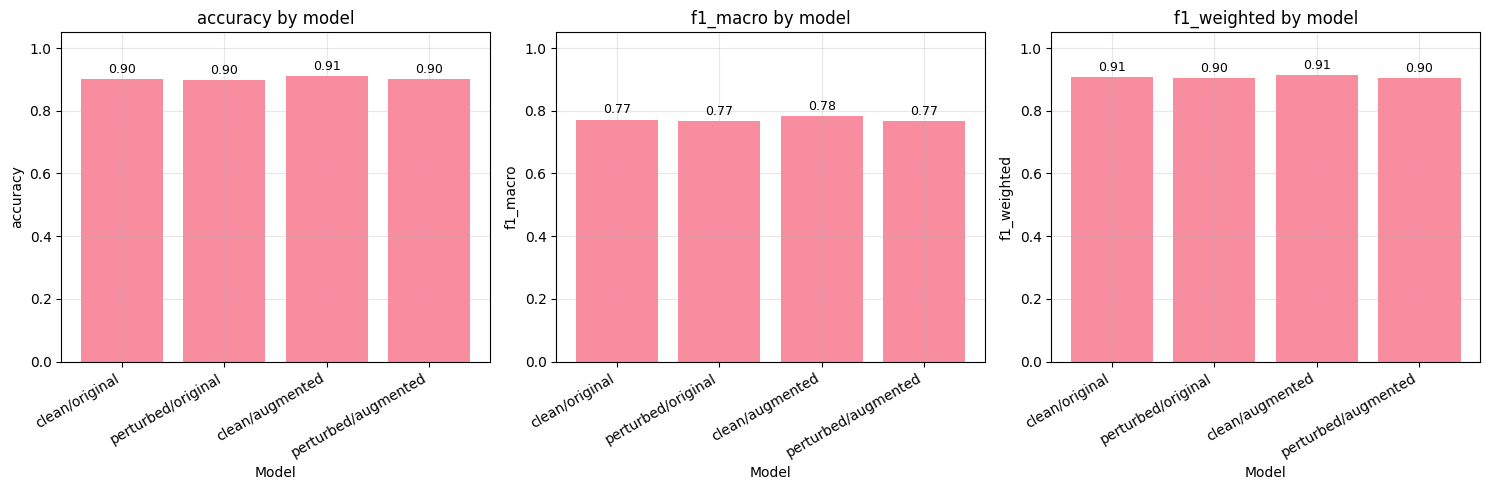 accuracy by model
accuracy
1.0
0.8
0.6
0.4
0.2
0.0
0.90
0.90
0.91
0.90
clean/original
perturbed/original
clean/augmented
perturbed/augmented
Model
f1_macro by model
f1_macro
1.0
0.8
0.6
0.4
0.2
0.0
0.77
0.77
0.78
0.77
clean/original
perturbed/original
clean/augmented
perturbed/augmented
Model
f1_weighted by model
f1_weighted
1.0
0.8
0.6
0.4
0.2
0.0
0.91
0.90
0.91
0.90
clean/original
perturbed/original
clean/augmented
perturbed/augmented
Model